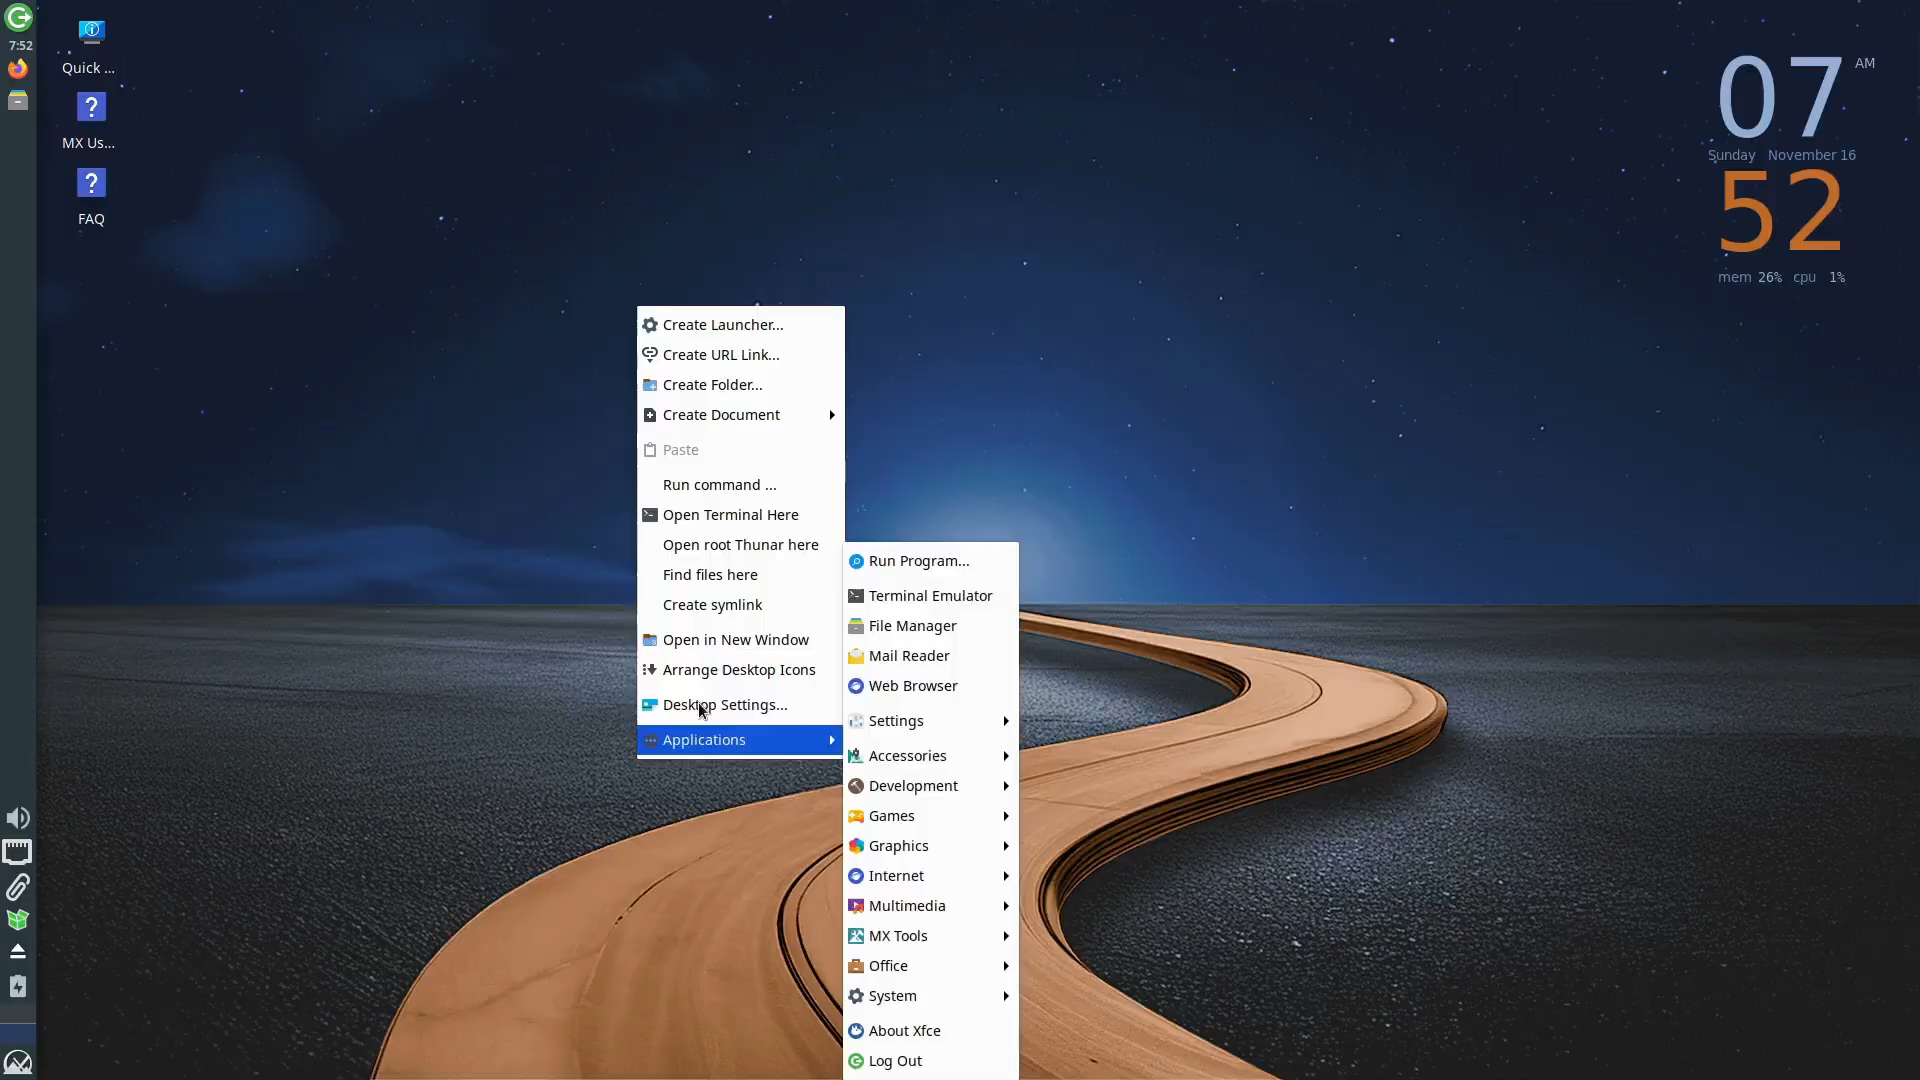 7:52
Quick ...
MX Us...
FAQ
07 AM
Sunday November 16
52
mem 26% cpu 1%
Create Launcher...
Create URL Link...
Create Folder...
Create Document
Paste
Run command ...
Open Terminal Here
Open root Thunar here
Find files here
Create symlink
Open in New Window
Arrange Desktop Icons
Desktop Settings...
Applications
Run Program...
Terminal Emulator
File Manager
Mail Reader
Web Browser
Settings
Accessories
Development
Games
Graphics
Internet
Multimedia
MX Tools
Office
System
About Xfce
Log Out